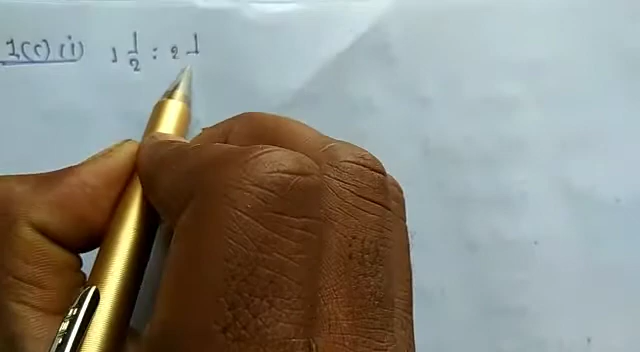 1(c)(i) 1 1/2 : 2 1